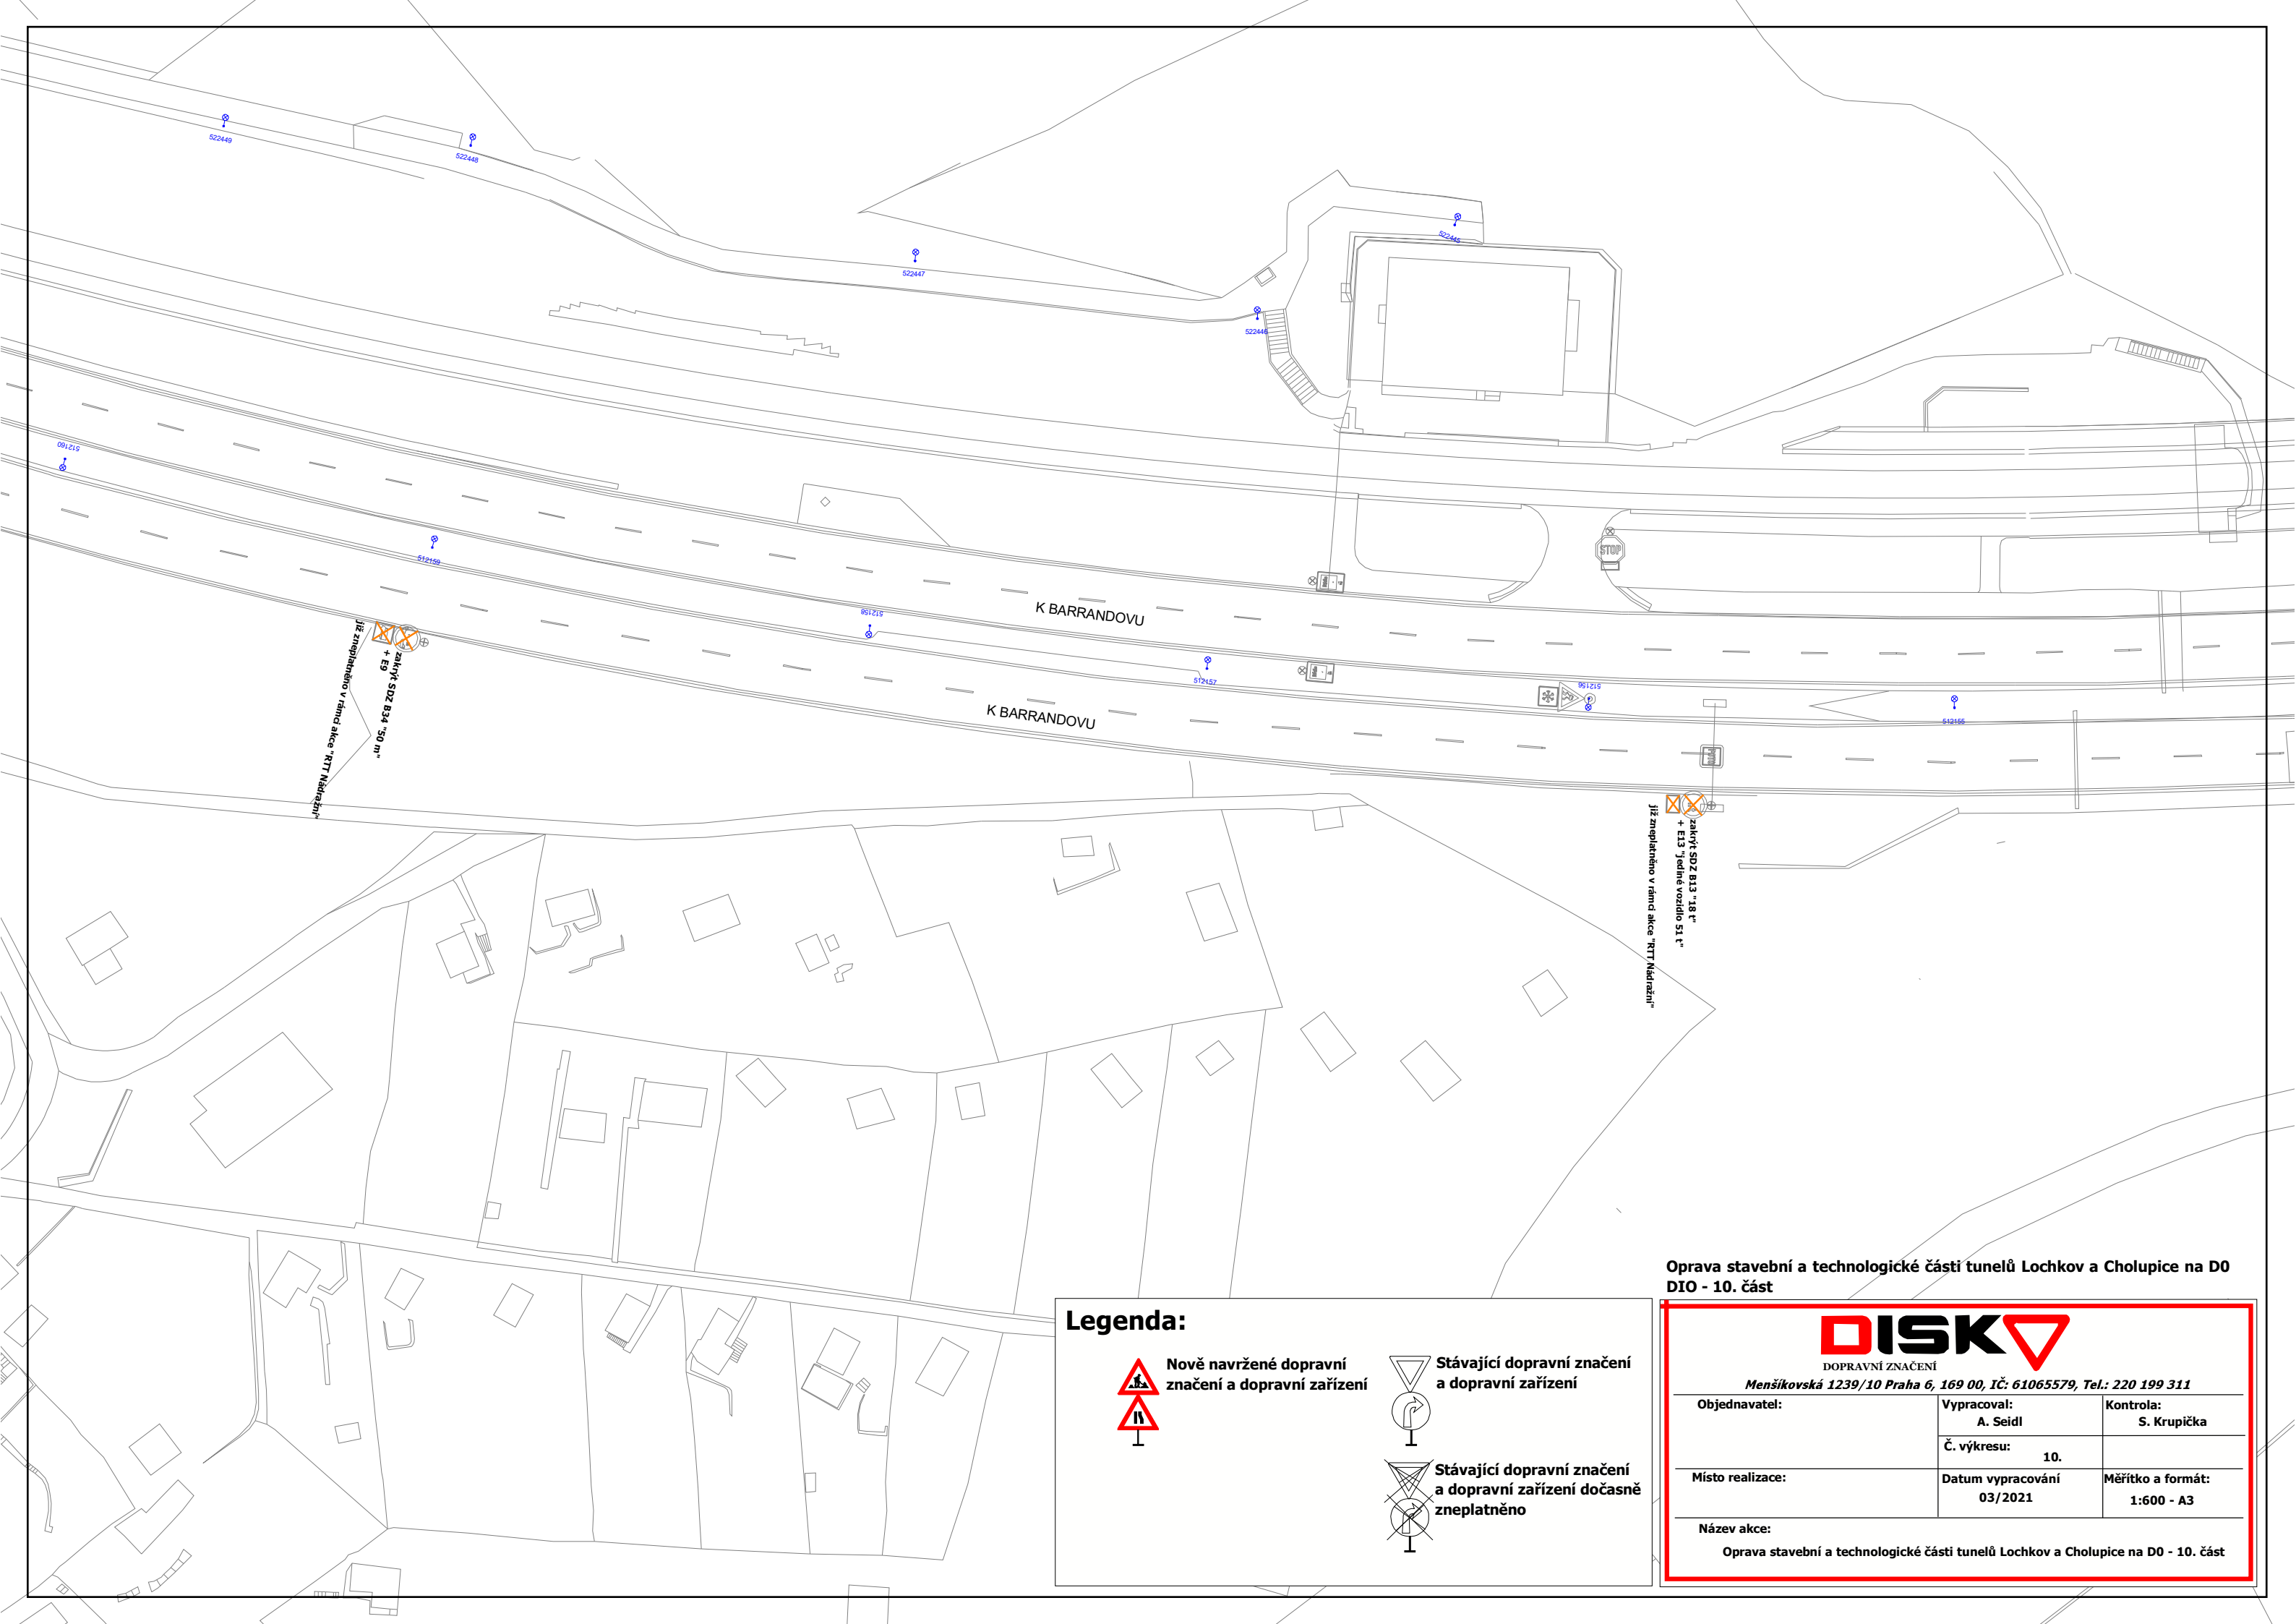 522449
522448
522447
522446
522445
512160
512159
512158
512157
512156
512155
K BARRANDOVU
K BARRANDOVU
STOP
zakrýt SDZ B34 "50 m"
+ E9
již zneplatněno v rámci akce "RTT Nádražní"
zakrýt SDZ B13 "18 t"
+ E13 "jediné vozidlo 51 t"
již zneplatněno v rámci akce "RTT Nádražní"
Oprava stavební a technologické části tunelů Lochkov a Cholupice na D0
DIO - 10. část
Legenda:
Nově navržené dopravní
značení a dopravní zařízení
Stávající dopravní značení
a dopravní zařízení
Stávající dopravní značení
a dopravní zařízení dočasně
zneplatněno
DISK
DOPRAVNÍ ZNAČENÍ
Menšíkovská 1239/10 Praha 6, 169 00, IČ: 61065579, Tel.: 220 199 311
Objednavatel:
Vypracoval:
A. Seidl
Kontrola:
S. Krupička
Č. výkresu:
10.
Místo realizace:
Datum vypracování
03/2021
Měřítko a formát:
1:600 - A3
Název akce:
Oprava stavební a technologické části tunelů Lochkov a Cholupice na D0 - 10. část